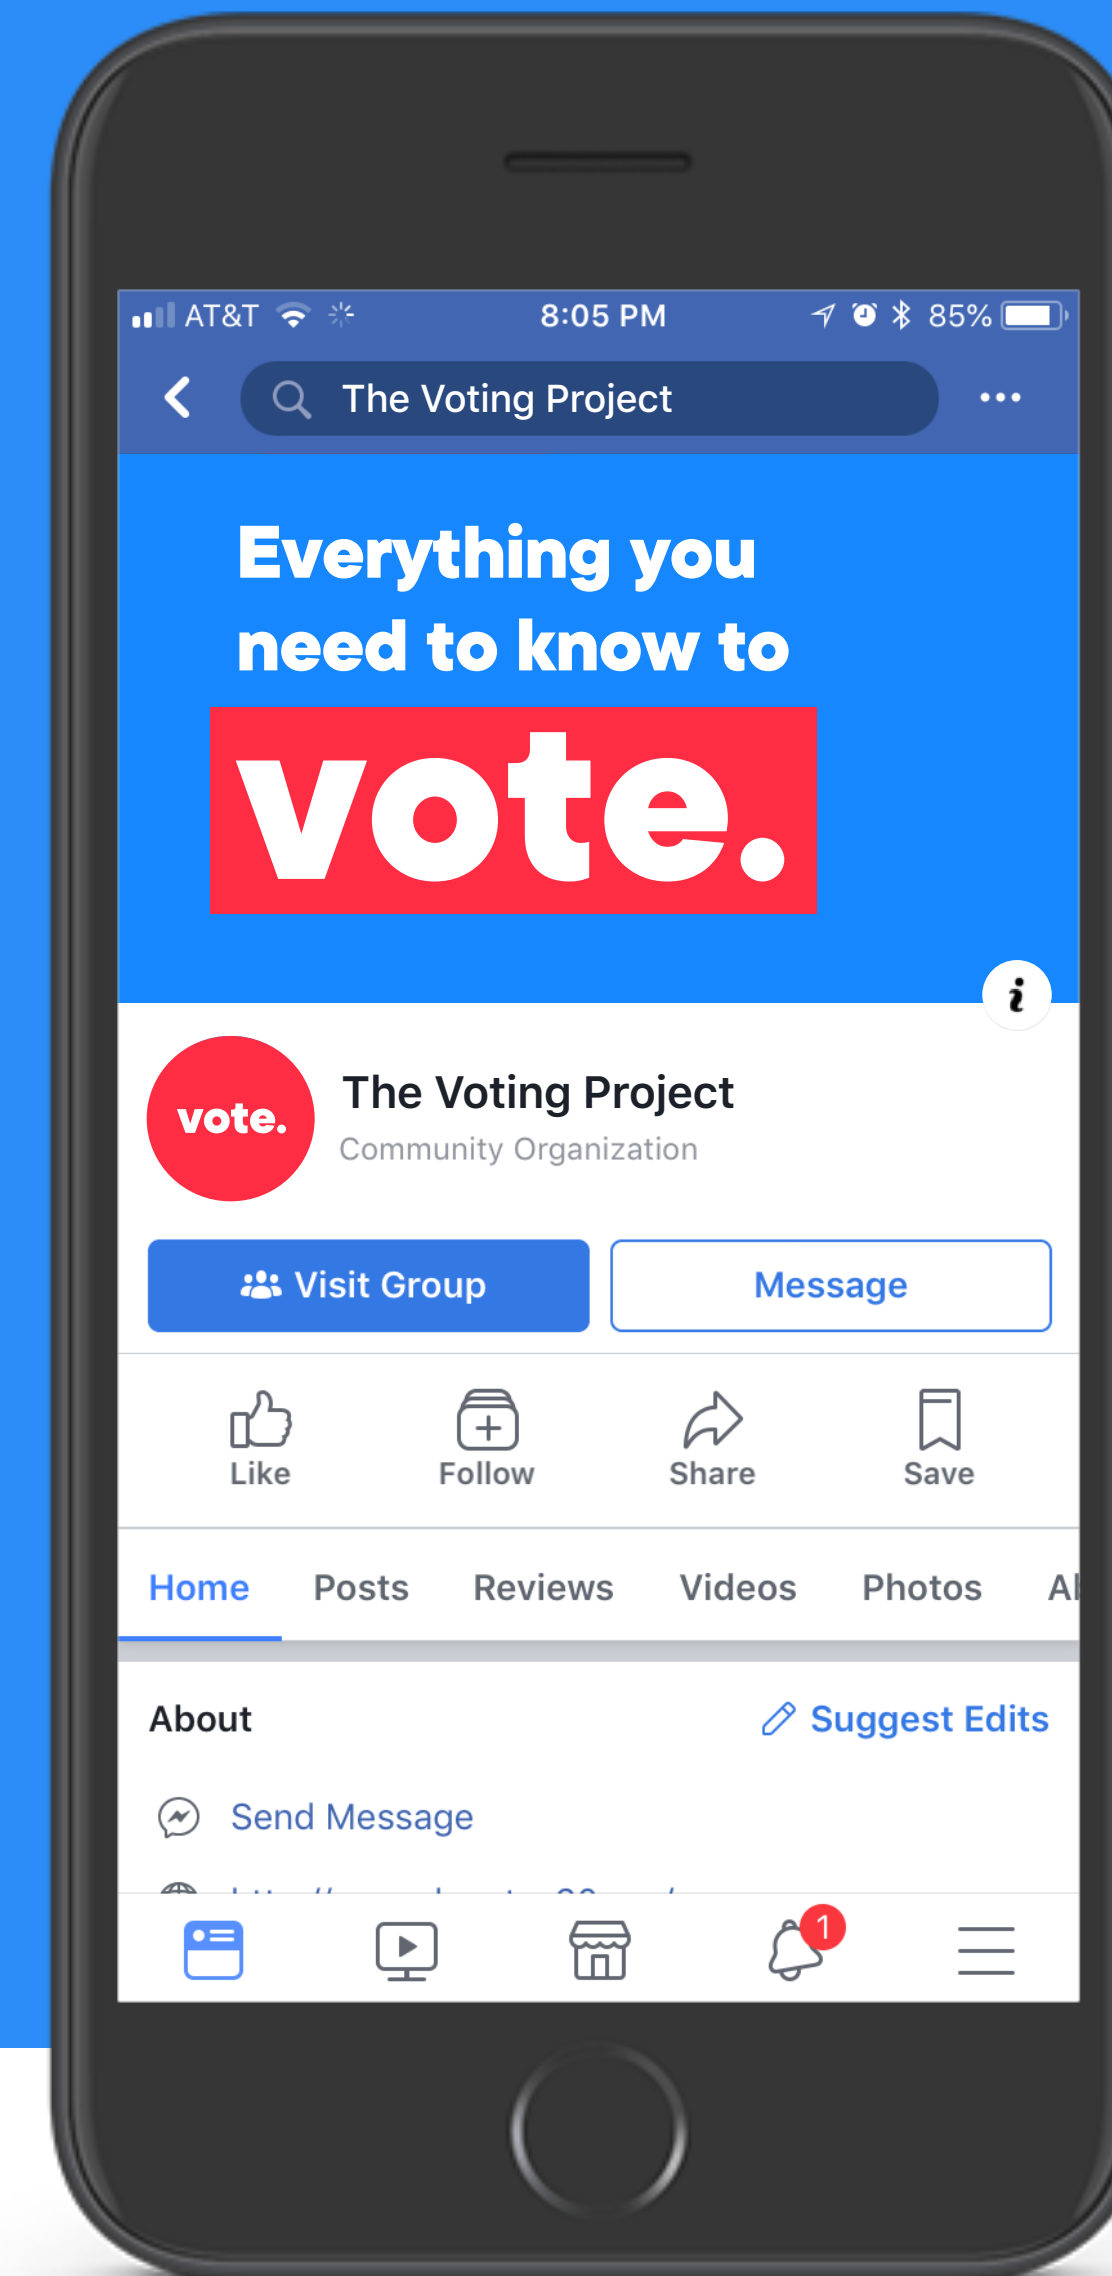 AT&T 8:05 PM 85%
The Voting Project
Everything you
need to know to
vote.
i
vote.
The Voting Project
Community Organization
Visit Group Message
Like Follow Share Save
Home Posts Reviews Videos Photos
About Suggest Edits
Send Message
1